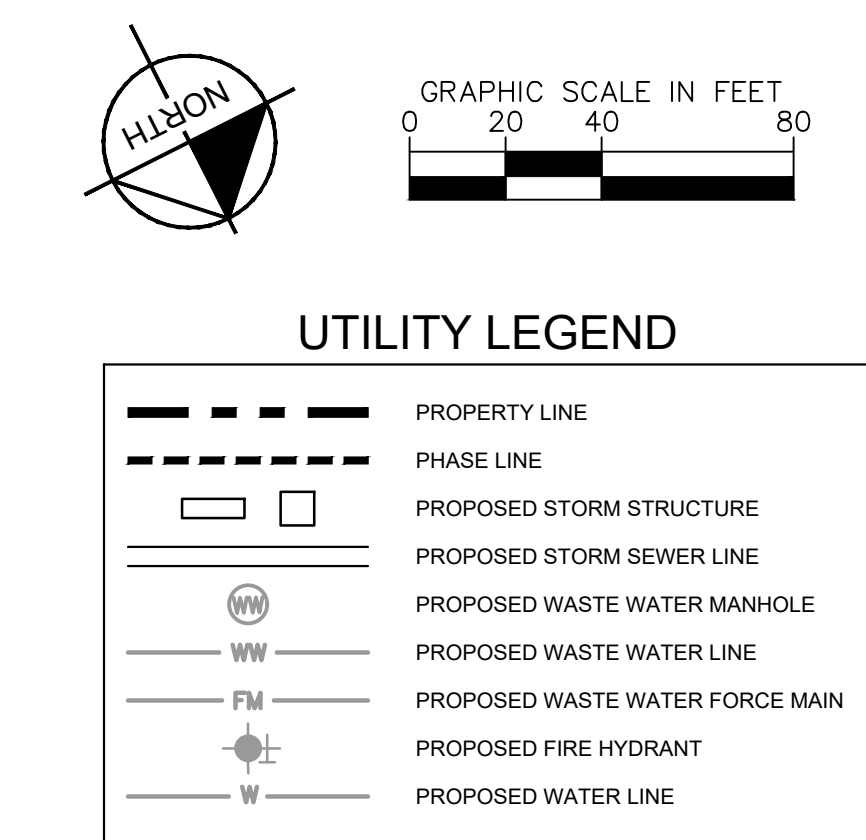 NORTH
GRAPHIC SCALE IN FEET
0 20 40 80
UTILITY LEGEND
PROPERTY LINE
PHASE LINE
PROPOSED STORM STRUCTURE
PROPOSED STORM SEWER LINE
WW PROPOSED WASTE WATER MANHOLE
WW PROPOSED WASTE WATER LINE
FM PROPOSED WASTE WATER FORCE MAIN
PROPOSED FIRE HYDRANT
W PROPOSED WATER LINE